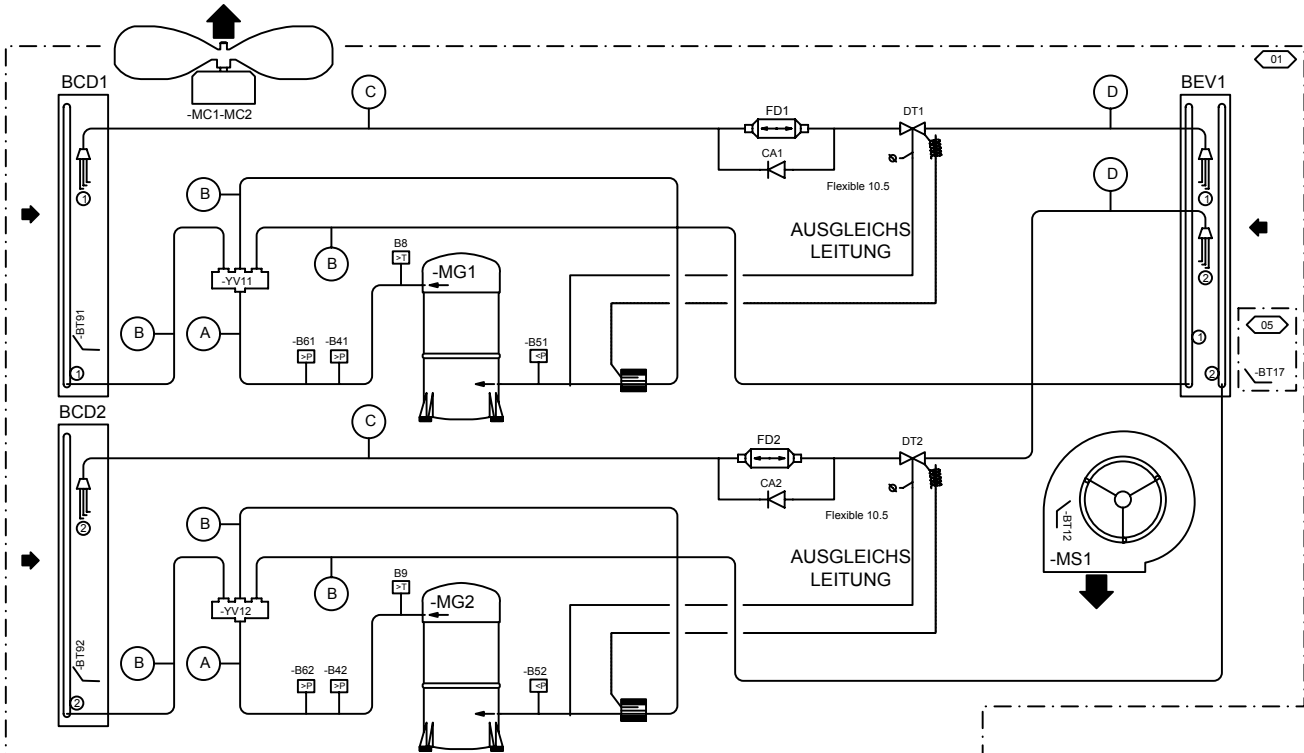 01
BCD1
-MC1-MC2
C
D
BEV1
FD1
DT1
CA1
Flexible 10.5
1
1
D
B
B
B8
>T
-MG1
AUSGLEICHS
LEITUNG
2
-YV11
-BT91
B
A
-B61
>P
-B41
>P
-B51
<P
05
1
-BT17
1
2
BCD2
C
FD2
DT2
CA2
Flexible 10.5
2
B
B
B9
>T
-MG2
AUSGLEICHS
LEITUNG
-BT12
-MS1
-YV12
-BT92
B
A
-B62
>P
-B42
>P
-B52
<P
2